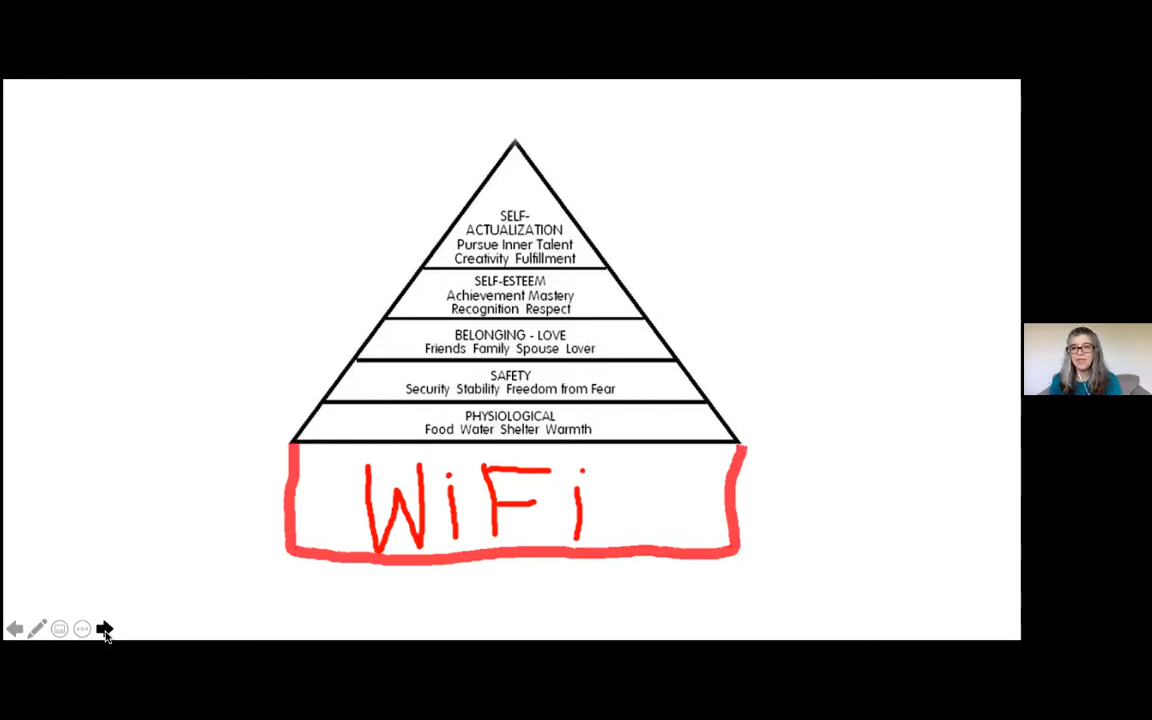 SELF-
ACTUALIZATION
Pursue Inner Talent
Creativity Fulfillment
SELF-ESTEEM
Achievement Mastery
Recognition Respect
BELONGING - LOVE
Friends Family Spouse Lover
SAFETY
Security Stability Freedom from Fear
PHYSIOLOGICAL
Food Water Shelter Warmth
WiFi